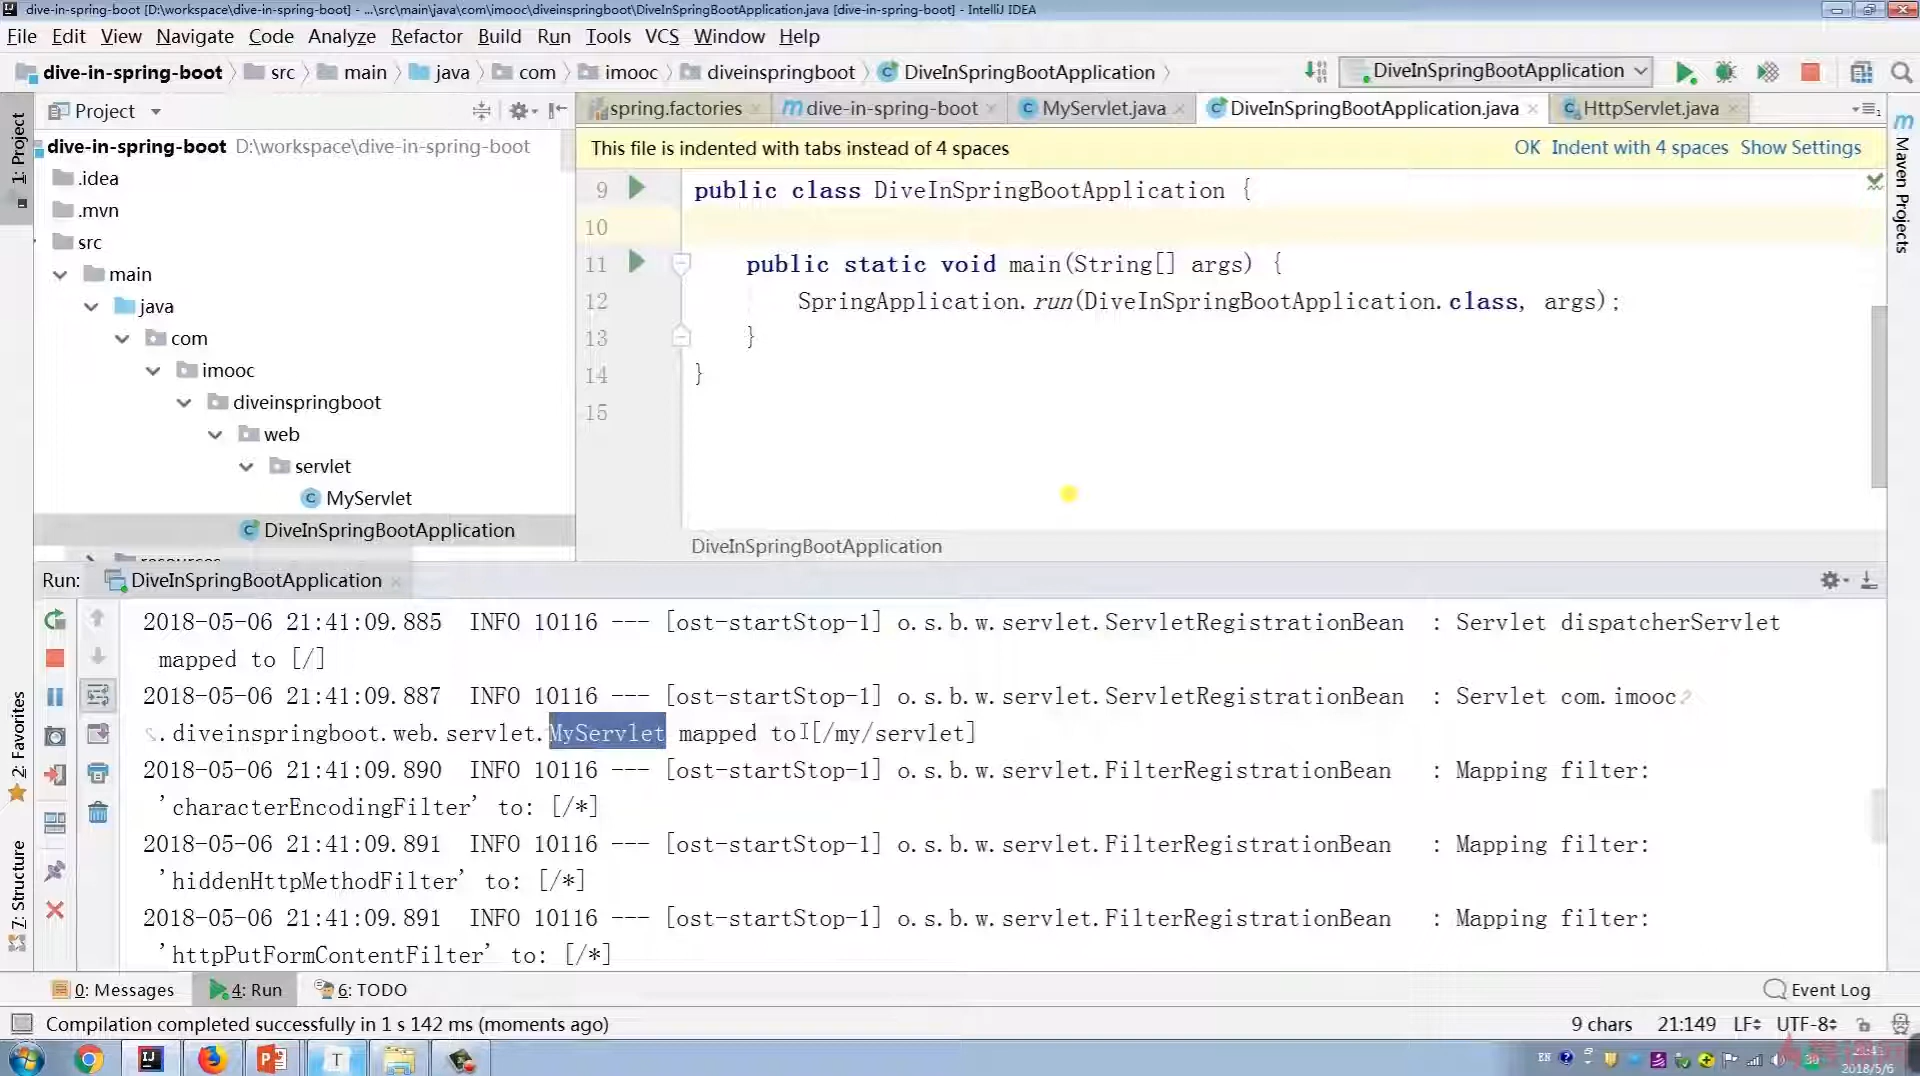 dive-in-spring-boot [D:\workspace\dive-in-spring-boot] - ...\src\main\java\com\imooc\diveinspringboot\DiveInSpringBootApplication.java [dive-in-spring-boot] - IntelliJ IDEA
File Edit View Navigate Code Analyze Refactor Build Run Tools VCS Window Help
dive-in-spring-boot src main java com imooc diveinspringboot DiveInSpringBootApplication DiveInSpringBootApplication
Project spring.factories dive-in-spring-boot MyServlet.java DiveInSpringBootApplication.java HttpServlet.java
1: Project
Maven Projects
dive-in-spring-boot D:\workspace\dive-in-spring-boot
.idea
.mvn
src
main
java
com
imooc
diveinspringboot
web
servlet
MyServlet
DiveInSpringBootApplication
resources
This file is indented with tabs instead of 4 spaces OK Indent with 4 spaces Show Settings
9 public class DiveInSpringBootApplication {
10
11 public static void main(String[] args) {
12 SpringApplication.run(DiveInSpringBootApplication.class, args);
13 }
14 }
15
DiveInSpringBootApplication
Run: DiveInSpringBootApplication
2018-05-06 21:41:09.885 INFO 10116 --- [ost-startStop-1] o.s.b.w.servlet.ServletRegistrationBean : Servlet dispatcherServlet
mapped to [/]
2018-05-06 21:41:09.887 INFO 10116 --- [ost-startStop-1] o.s.b.w.servlet.ServletRegistrationBean : Servlet com.imooc
.diveinspringboot.web.servlet.MyServlet mapped to [/my/servlet]
2018-05-06 21:41:09.890 INFO 10116 --- [ost-startStop-1] o.s.b.w.servlet.FilterRegistrationBean : Mapping filter:
'characterEncodingFilter' to: [/*]
2018-05-06 21:41:09.891 INFO 10116 --- [ost-startStop-1] o.s.b.w.servlet.FilterRegistrationBean : Mapping filter:
'hiddenHttpMethodFilter' to: [/*]
2018-05-06 21:41:09.891 INFO 10116 --- [ost-startStop-1] o.s.b.w.servlet.FilterRegistrationBean : Mapping filter:
'httpPutFormContentFilter' to: [/*]
2: Favorites
7: Structure
0: Messages 4: Run 6: TODO Event Log
Compilation completed successfully in 1 s 142 ms (moments ago) 9 chars 21:149 LF UTF-8
EN
2018/5/6